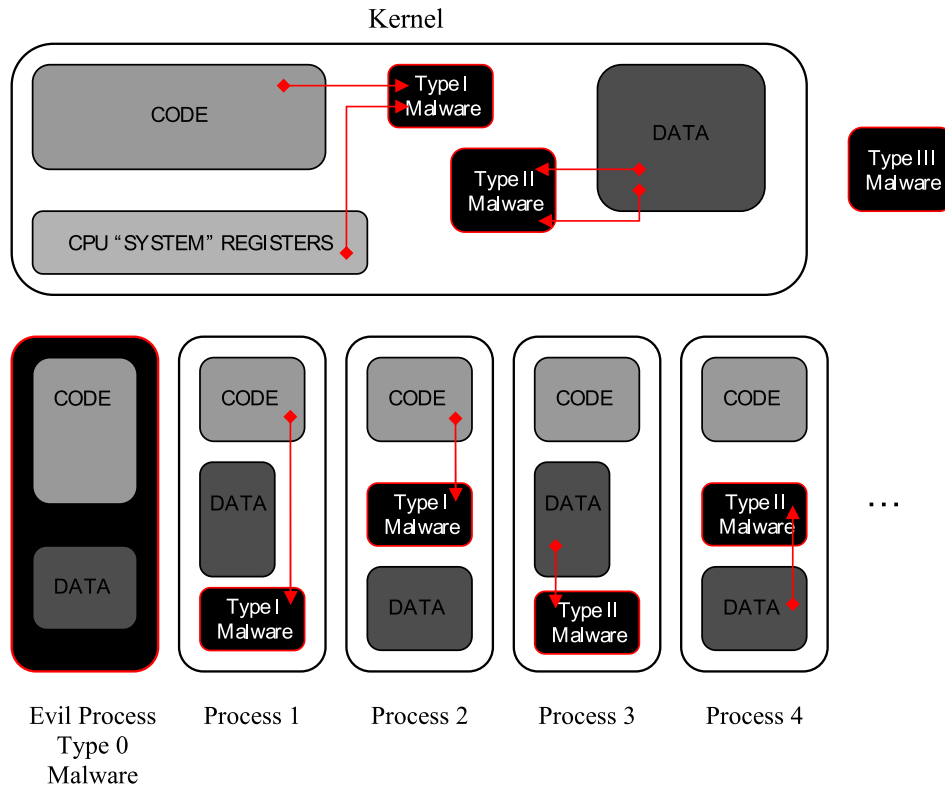 Kernel
CODE
Type I
Malware
DATA
Type II
Malware
Type III
Malware
CPU “SYSTEM” REGISTERS
CODE
DATA
CODE
DATA
Type I
Malware
CODE
Type I
Malware
DATA
CODE
DATA
Type II
Malware
CODE
Type II
Malware
DATA
...
Evil Process
Type 0
Malware
Process 1
Process 2
Process 3
Process 4